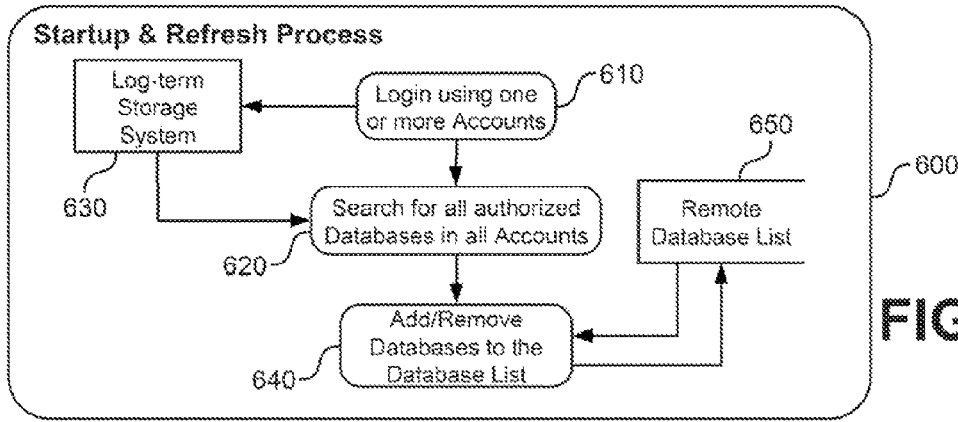 Startup & Refresh Process
Log-term
Storage
System
630
Login using one
or more Accounts
610
650
600
Search for all authorized
Databases in all Accounts
620
Remote
Database List
Add/Remove
Databases to the
Database List
640
FIG